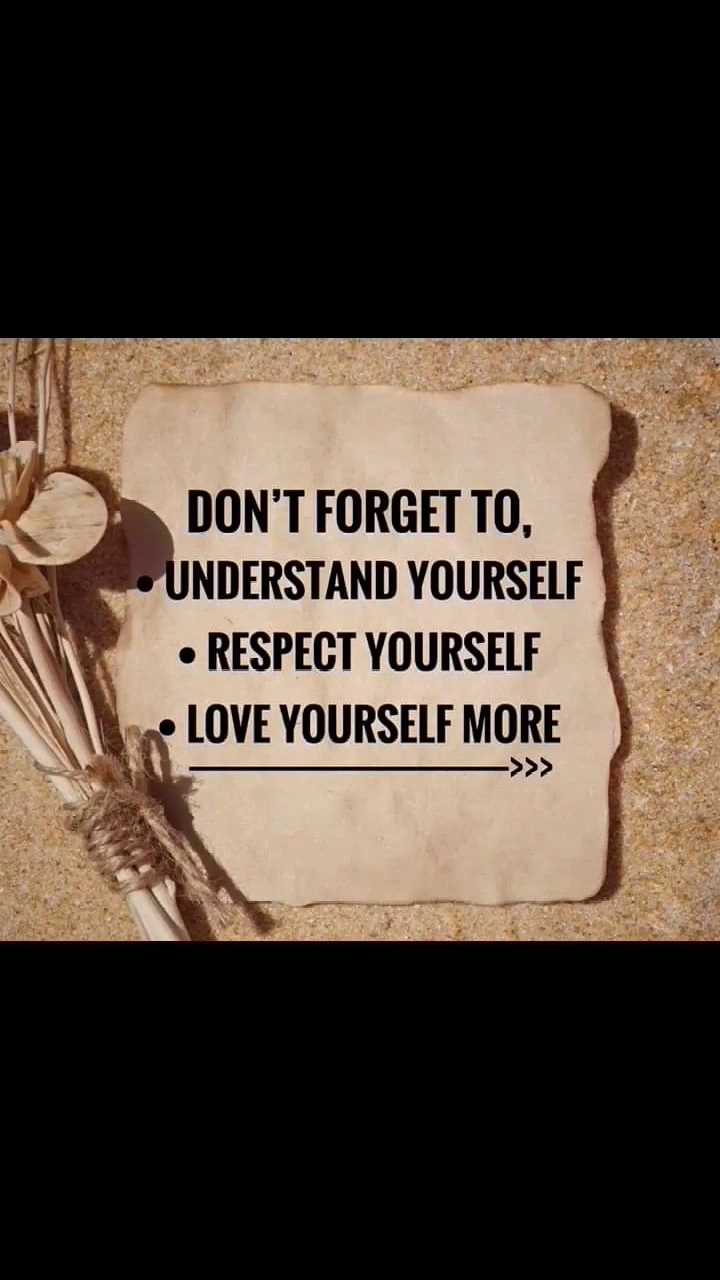 DON'T FORGET TO,
• UNDERSTAND YOURSELF
• RESPECT YOURSELF
• LOVE YOURSELF MORE